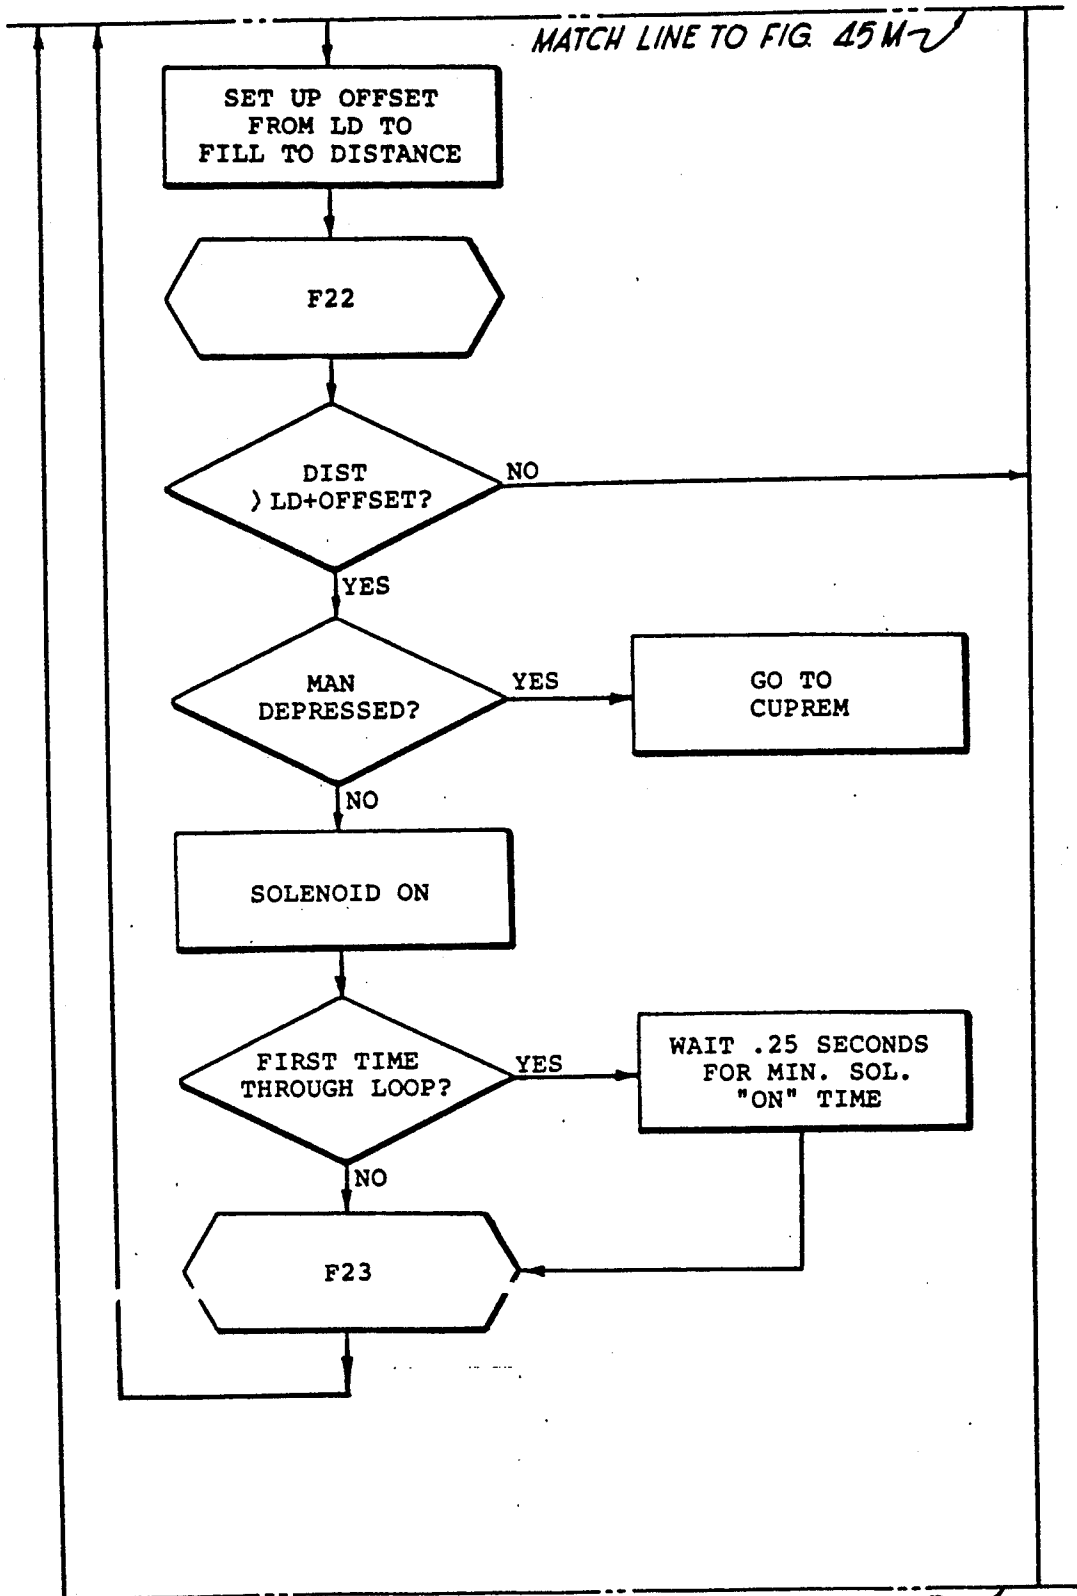 MATCH LINE TO FIG. 45M
SET UP OFFSET
FROM LD TO
FILL TO DISTANCE
F22
DIST
>LD+OFFSET?
NO
YES
MAN
DEPRESSED?
YES
GO TO
CUPREM
NO
SOLENOID ON
FIRST TIME
THROUGH LOOP?
YES
WAIT .25 SECONDS
FOR MIN. SOL.
"ON" TIME
NO
F23